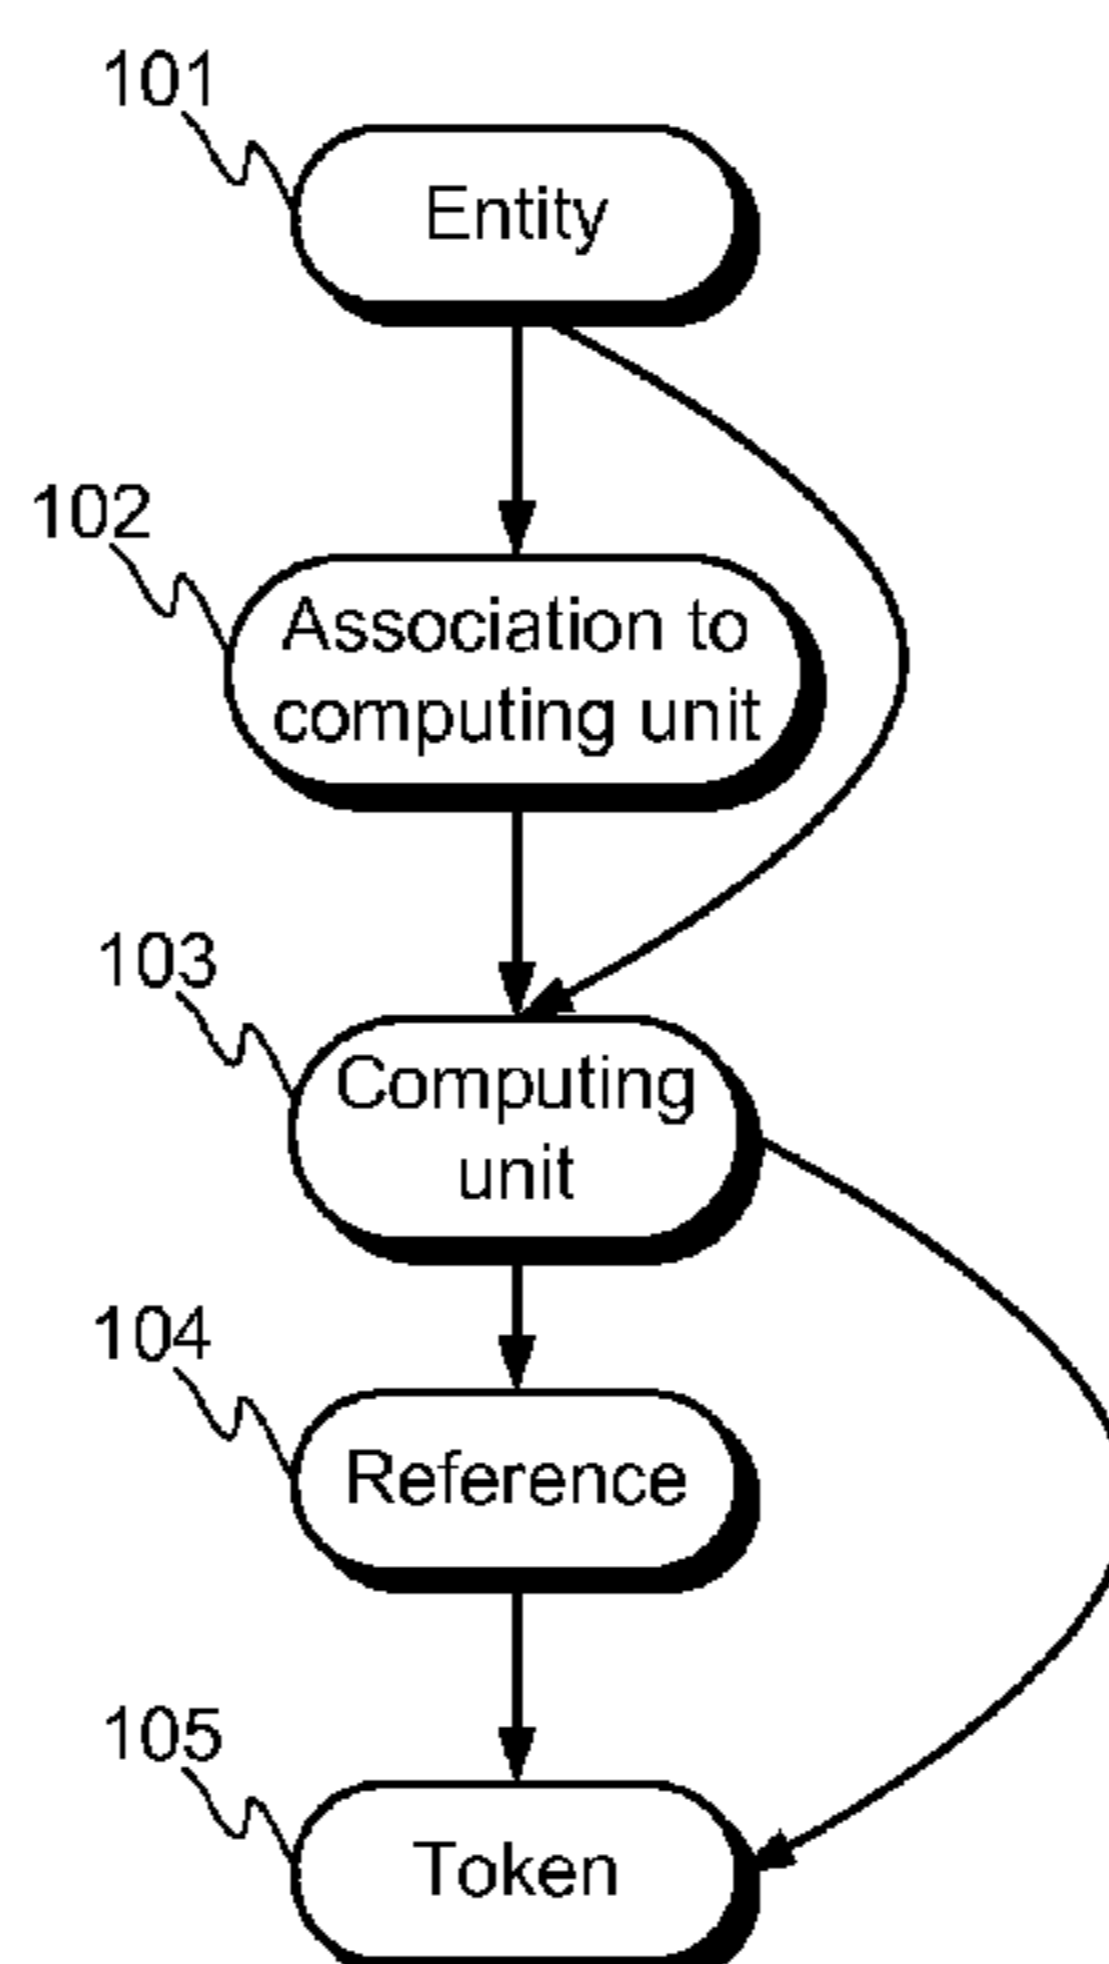 101
Entity
102
Association to
computing unit
103
Computing
unit
104
Reference
105
Token